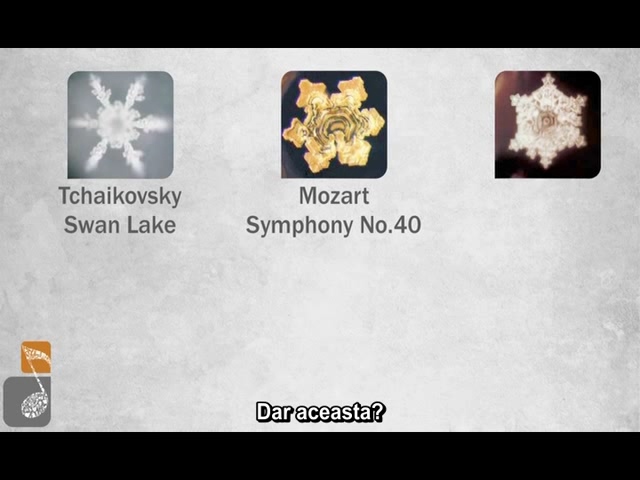 Tchaikovsky
Swan Lake
Mozart
Symphony No.40
Dar aceasta?